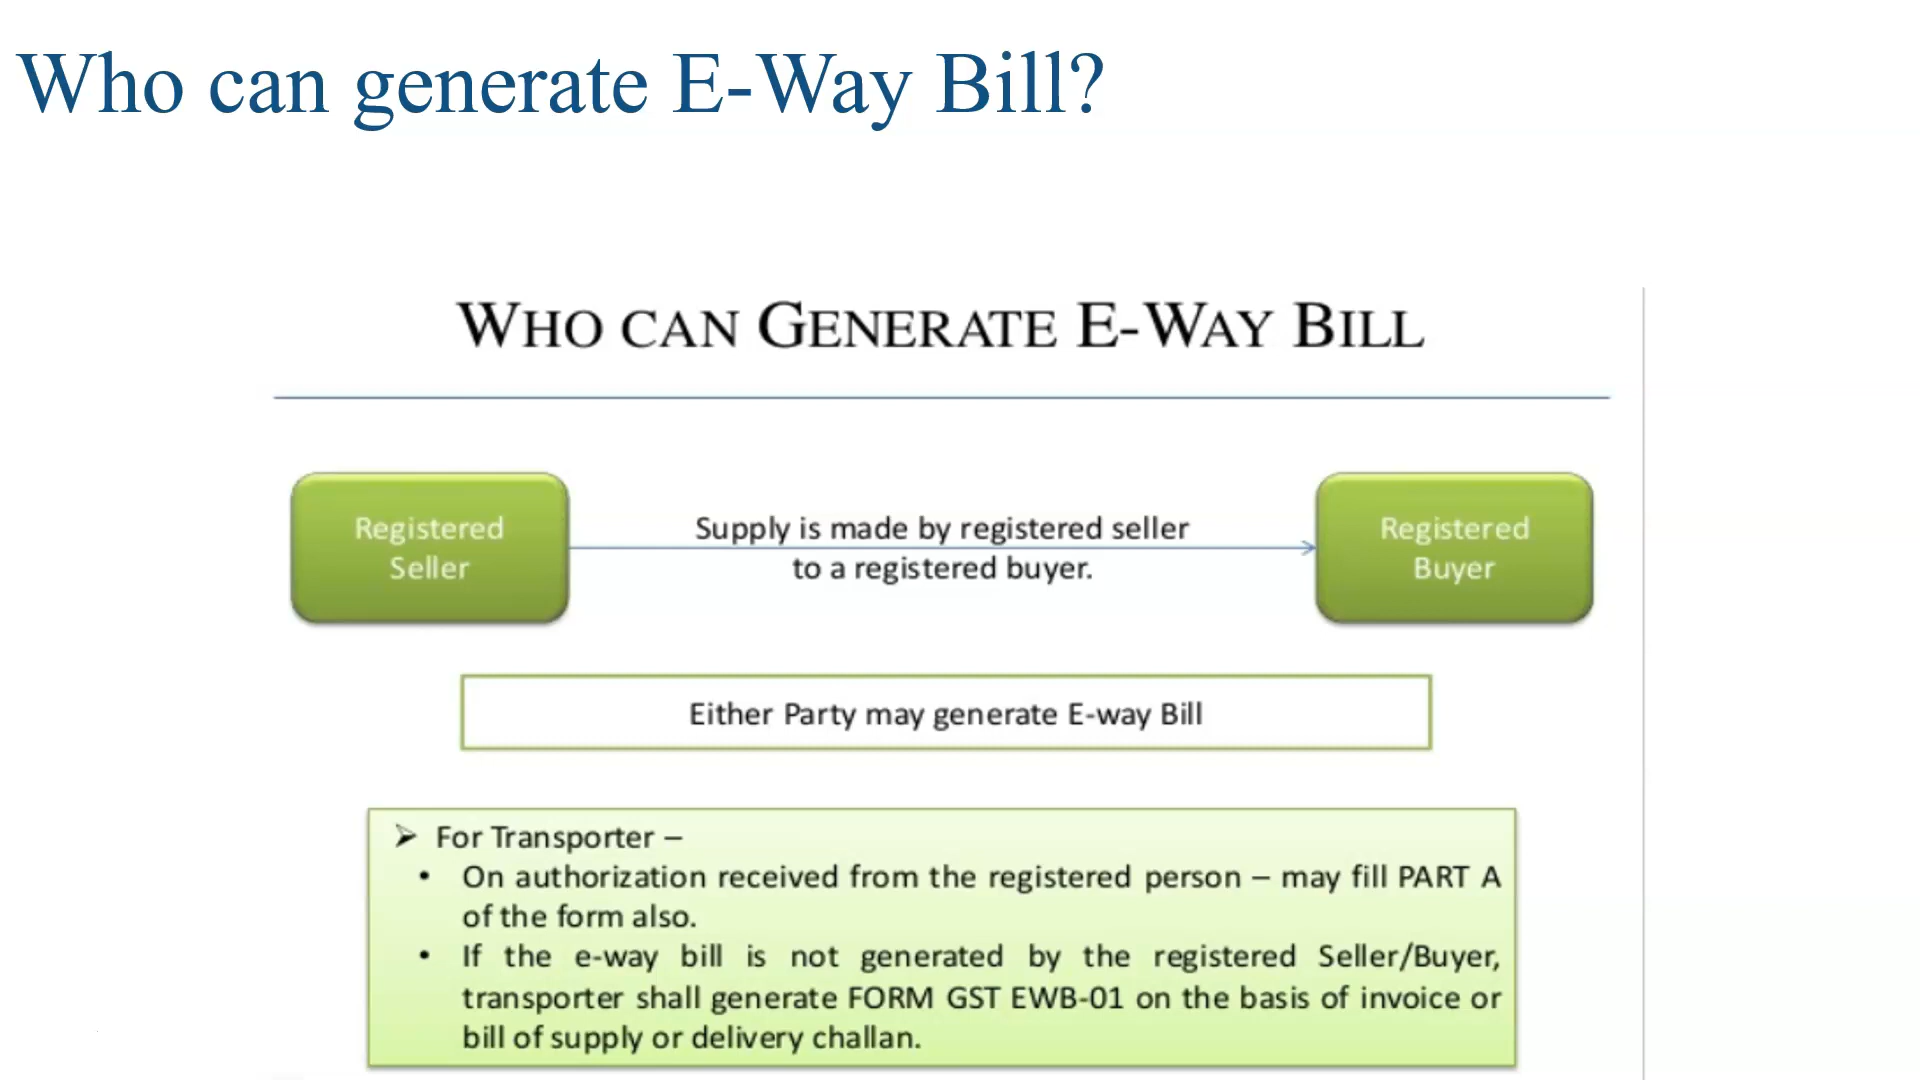 Who can generate E-Way Bill?
WHO CAN GENERATE E-WAY BILL
Registered
Seller
Supply is made by registered seller
to a registered buyer.
Registered
Buyer
Either Party may generate E-way Bill
➢ For Transporter –
• On authorization received from the registered person – may fill PART A
of the form also.
• If the e-way bill is not generated by the registered Seller/Buyer,
transporter shall generate FORM GST EWB-01 on the basis of invoice or
bill of supply or delivery challan.